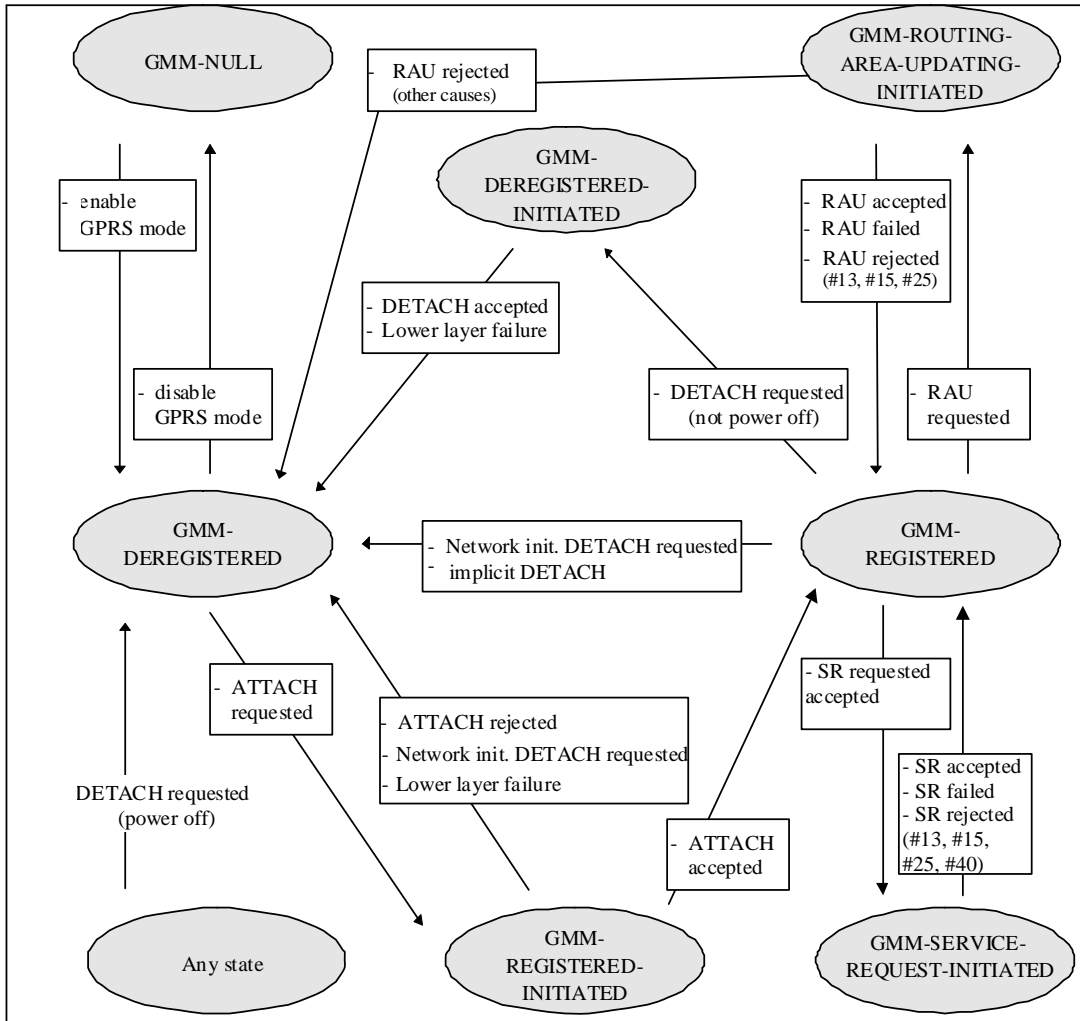 GMM-NULL
GMM-ROUTING-
AREA-UPDATING-
INITIATED
- RAU rejected
(other causes)
GMM-
DEREGISTERED-
INITIATED
- enable
GPRS mode
- RAU accepted
- RAU failed
- RAU rejected
(#13, #15, #25)
- DETACH accepted
- Lower layer failure
- disable
GPRS mode
- DETACH requested
(not power off)
- RAU
requested
GMM-
DEREGISTERED
- Network init. DETACH requested
- implicit DETACH
GMM-
REGISTERED
- ATTACH
requested
- ATTACH rejected
- Network init. DETACH requested
- Lower layer failure
- SR requested
accepted
DETACH requested
(power off)
- ATTACH
accepted
- SR accepted
- SR failed
- SR rejected
(#13, #15,
#25, #40)
Any state
GMM-
REGISTERED-
INITIATED
GMM-SERVICE-
REQUEST-INITIATED